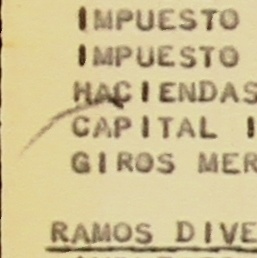 IMPUESTO
IMPUESTO
HACIENDAS
CAPITAL I
GIROS MER
RAMOS DIVE